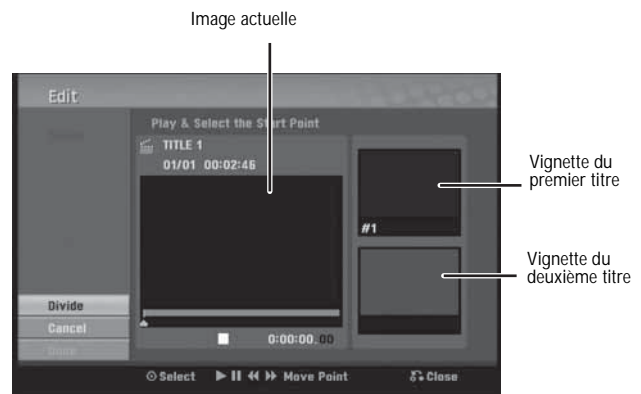 Image actuelle
Edit
Play & Select the Start Point
TITLE 1
01/01 00:02:46
Vignette du
premier titre
#1
Vignette du
deuxième titre
Divide
Cancel
0:00:00.00
Select Move Point Close